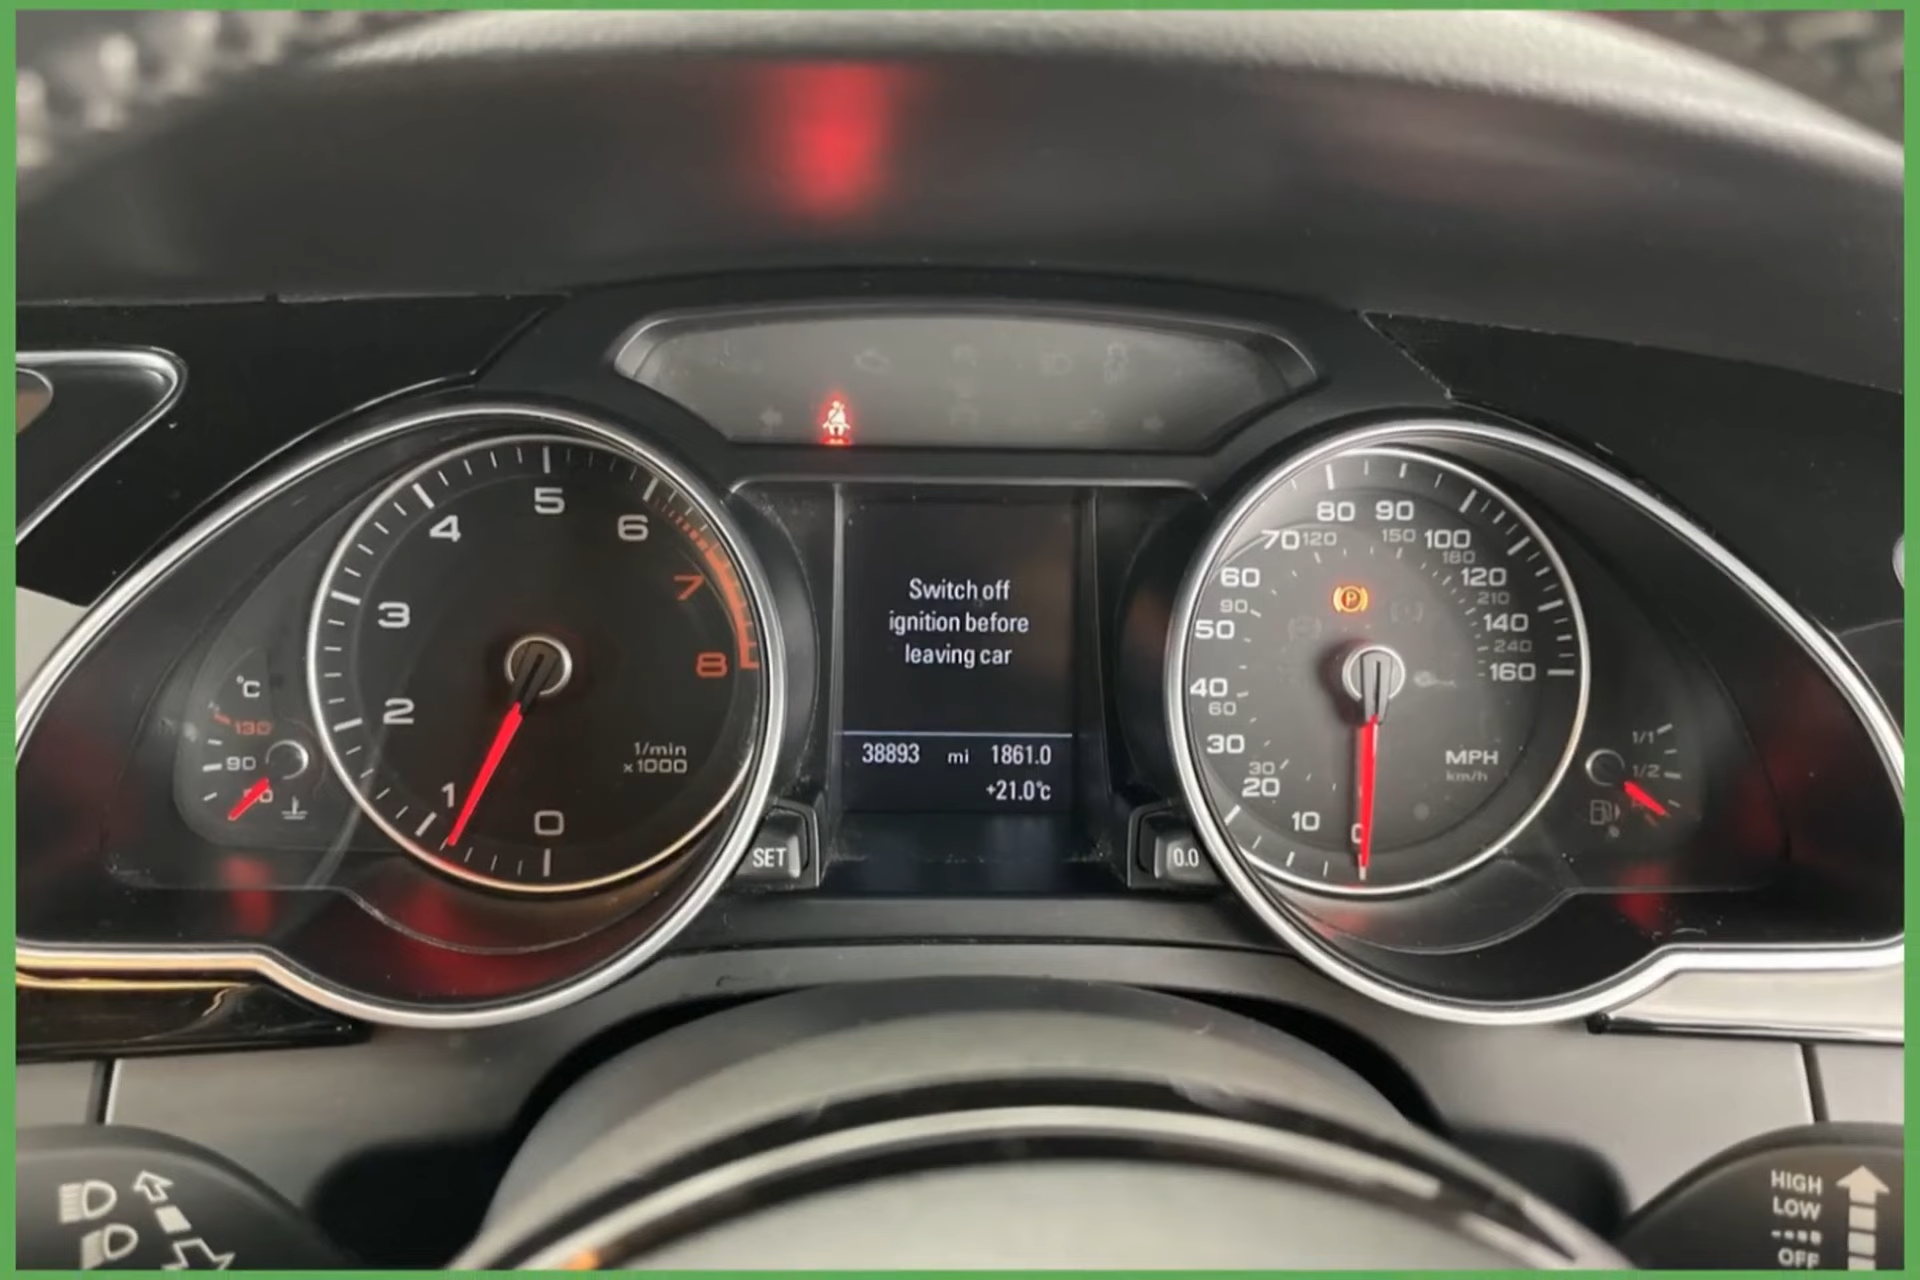 5
4
6
3
7
2
8
1
0
1/min
x1000
°C
130
90
Switch off
ignition before
leaving car
38893 mi 1861.0
+21.0°c
SET
0.0
80 90
70 120 150 100
180
60 120
90 210
50 140
240
40 160
60
30
30
20
10
MPH
km/h
P
1/1
1/2
HIGH
LOW
OFF